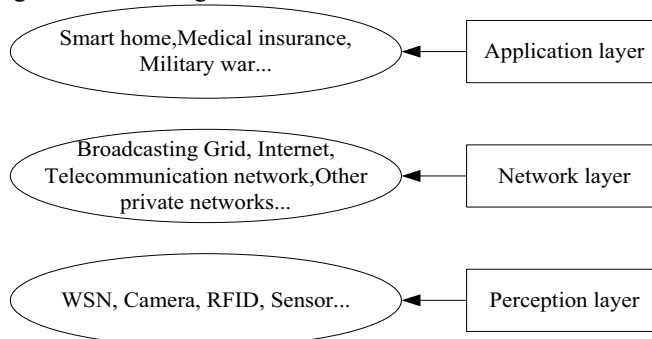 Smart home,Medical insurance,
Military war...
Application layer
Broadcasting Grid, Internet,
Telecommunication network,Other
private networks...
Network layer
WSN, Camera, RFID, Sensor...
Perception layer